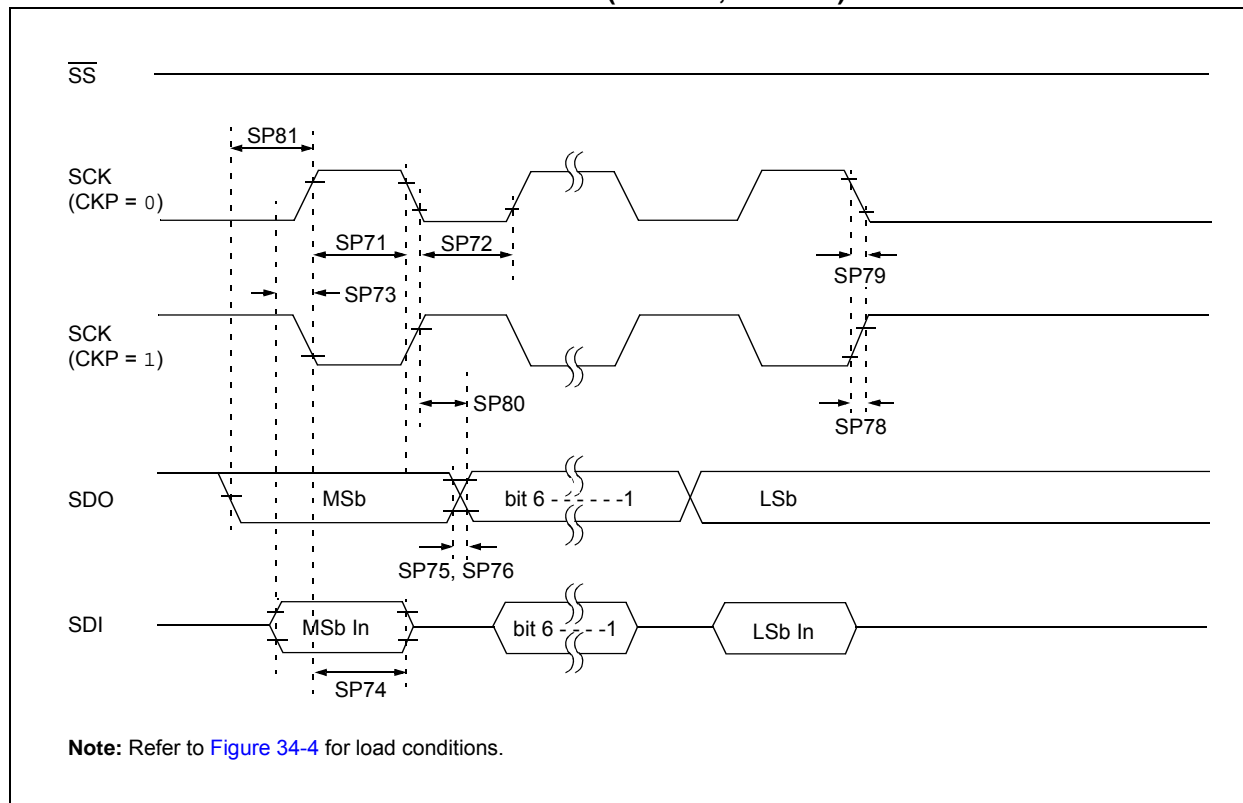 SS
SP81
SCK
(CKP = 0)
SP71
SP72
SP79
SP73
SCK
(CKP = 1)
SP80
SP78
SDO
MSb
bit 6 - - - - - - -1
LSb
SP75, SP76
SDI
MSb In
bit 6 - - - - -1
LSb In
SP74
Note: Refer to Figure 34-4 for load conditions.